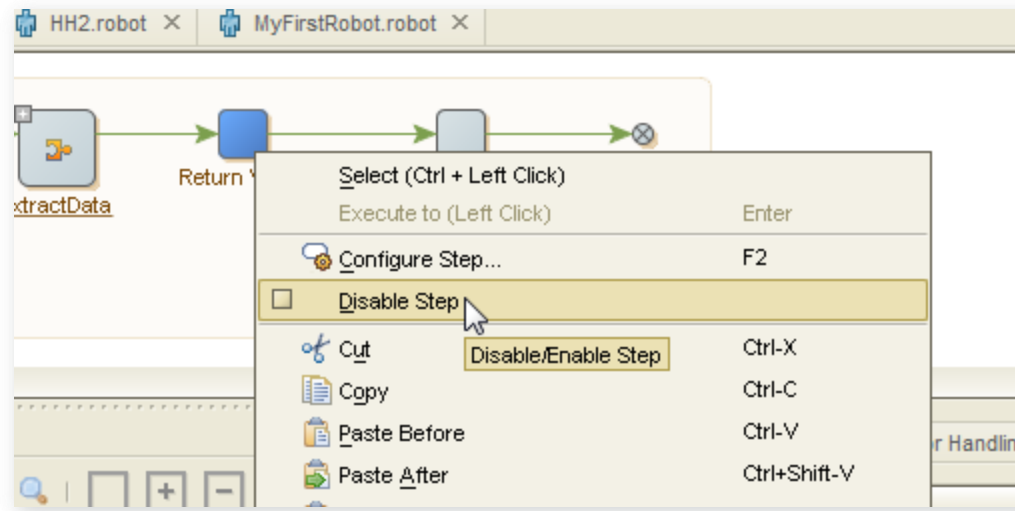 HH2.robot
MyFirstRobot.robot
Return
xtractData
Select (Ctrl + Left Click)
Execute to (Left Click) Enter
Configure Step... F2
Disable Step
Cut Ctrl-X
Disable/Enable Step
Copy Ctrl-C
Paste Before Ctrl-V
r Handlin
Paste After Ctrl+Shift-V